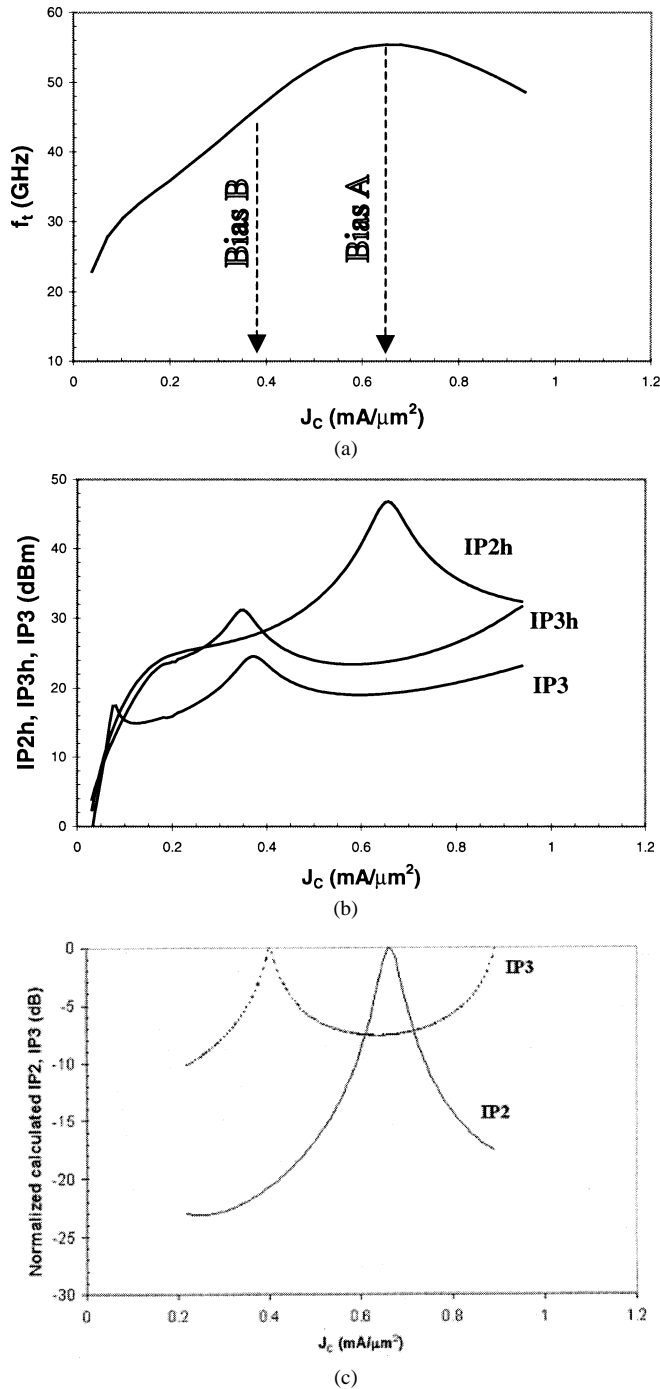 60
50
40
30
20
10
f_t (GHz)
Bias B
Bias A
0
0.2
0.4
0.6
0.8
1
1.2
J_C (mA/μm²)
(a)
50
40
30
20
10
0
IP2h, IP3h, IP3 (dBm)
IP2h
IP3h
IP3
0
0.2
0.4
0.6
0.8
1
1.2
J_C (mA/μm²)
(b)
0
-5
-10
-15
-20
-25
-30
Normalized calculated IP2, IP3 (dB)
IP3
IP2
0
0.2
0.4
0.6
0.8
1
1.2
J_c (mA/μm²)
(c)